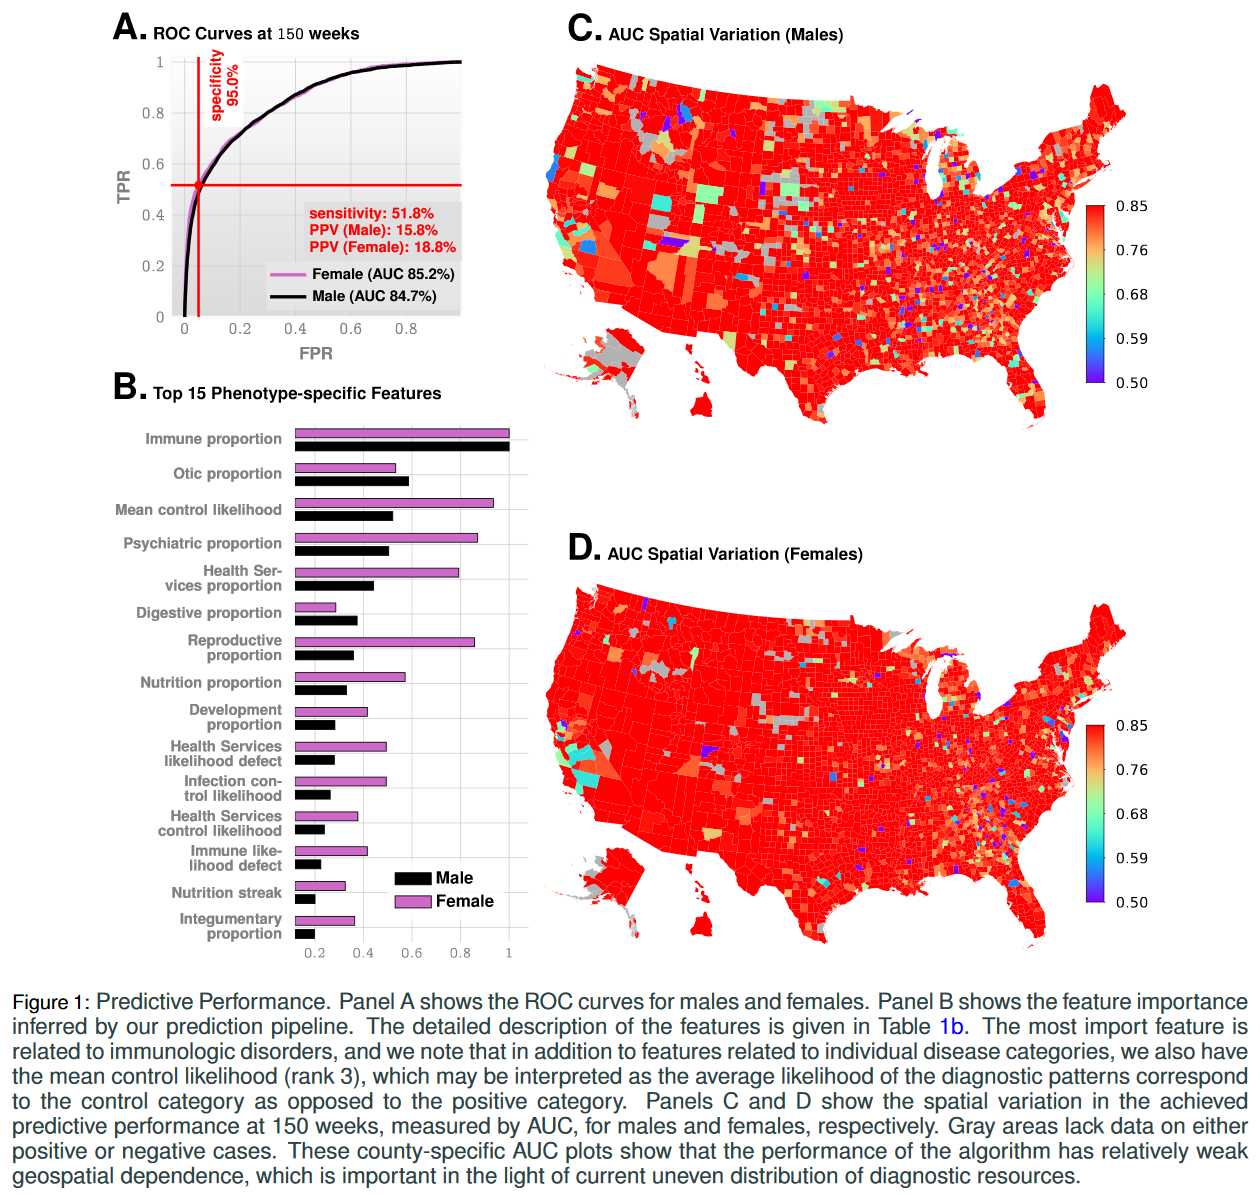 A. ROC Curves at 150 weeks
specificity
95.0%
1
0.8
0.6
0.4
0.2
0
TPR
sensitivity: 51.8%
PPV (Male): 15.8%
PPV (Female): 18.8%
Female (AUC 85.2%)
Male (AUC 84.7%)
0 0.2 0.4 0.6 0.8
FPR
B. Top 15 Phenotype-specific Features
Immune proportion
Otic proportion
Mean control likelihood
Psychiatric proportion
Health Ser-
vices proportion
Digestive proportion
Reproductive
proportion
Nutrition proportion
Development
proportion
Health Services
likelihood defect
Infection con-
trol likelihood
Health Services
control likelihood
Immune like-
lihood defect
Nutrition streak
Integumentary
proportion
Male
Female
0.2 0.4 0.6 0.8 1
C. AUC Spatial Variation (Males)
0.85
0.76
0.68
0.59
0.50
D. AUC Spatial Variation (Females)
0.85
0.76
0.68
0.59
0.50
Figure 1: Predictive Performance. Panel A shows the ROC curves for males and females. Panel B shows the feature importance
inferred by our prediction pipeline. The detailed description of the features is given in Table 1b. The most import feature is
related to immunologic disorders, and we note that in addition to features related to individual disease categories, we also have
the mean control likelihood (rank 3), which may be interpreted as the average likelihood of the diagnostic patterns correspond
to the control category as opposed to the positive category. Panels C and D show the spatial variation in the achieved
predictive performance at 150 weeks, measured by AUC, for males and females, respectively. Gray areas lack data on either
positive or negative cases. These county-specific AUC plots show that the performance of the algorithm has relatively weak
geospatial dependence, which is important in the light of current uneven distribution of diagnostic resources.